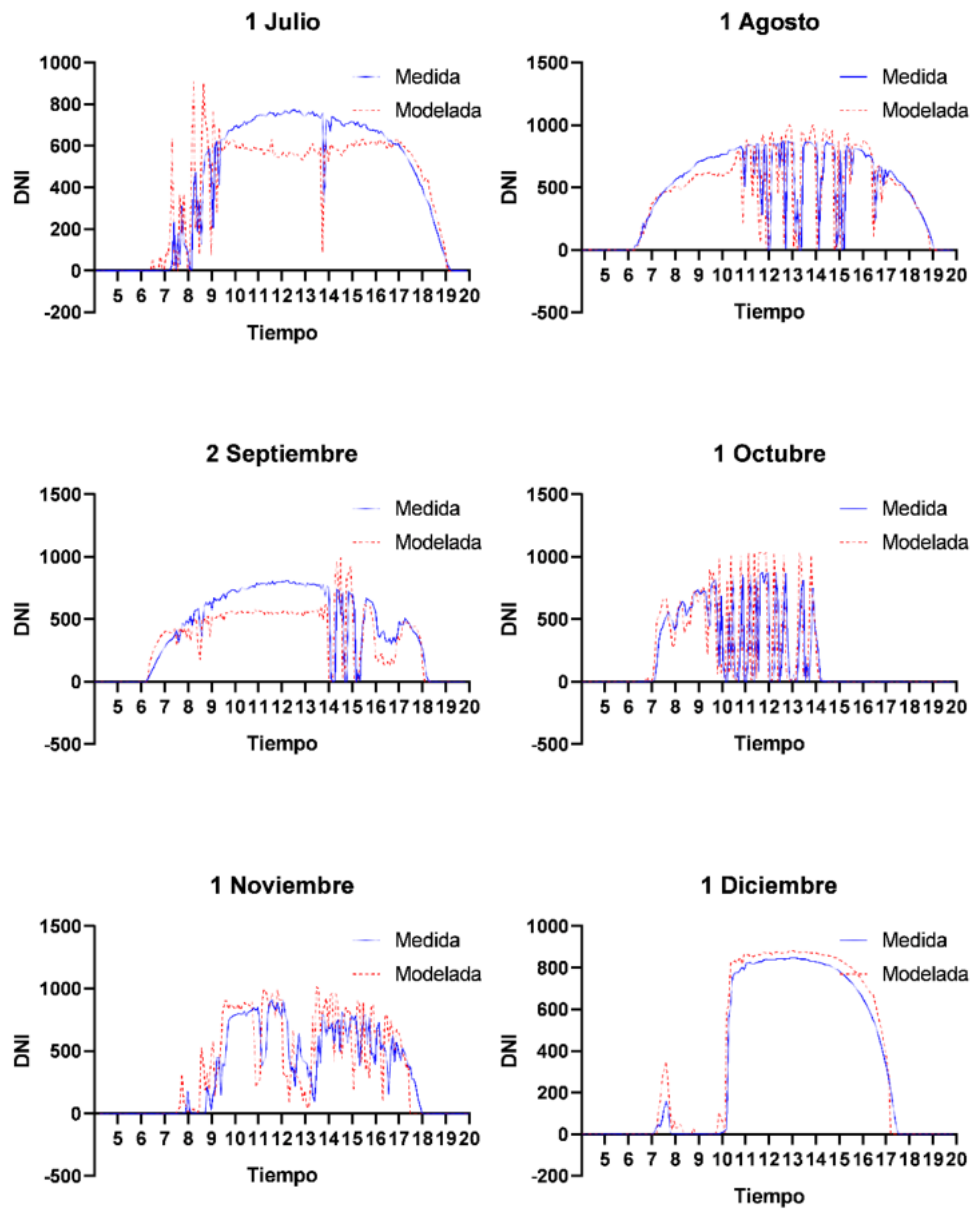 1 Julio
1000
800
600
400
200
0
-200
DNI
Medida
Modelada
5 6 7 8 9 10 11 12 13 14 15 16 17 18 19 20
Tiempo
1 Agosto
1500
1000
500
0
-500
DNI
Medida
Modelada
5 6 7 8 9 10 11 12 13 14 15 16 17 18 19 20
Tiempo
2 Septiembre
1500
1000
500
0
-500
DNI
Medida
Modelada
5 6 7 8 9 10 11 12 13 14 15 16 17 18 19 20
Tiempo
1 Octubre
1500
1000
500
0
-500
DNI
Medida
Modelada
5 6 7 8 9 10 11 12 13 14 15 16 17 18 19 20
Tiempo
1 Noviembre
1500
1000
500
0
-500
DNI
Medida
Modelada
5 6 7 8 9 10 11 12 13 14 15 16 17 18 19 20
Tiempo
1 Diciembre
1000
800
600
400
200
0
-200
DNI
Medida
Modelada
5 6 7 8 9 10 11 12 13 14 15 16 17 18 19 20
Tiempo